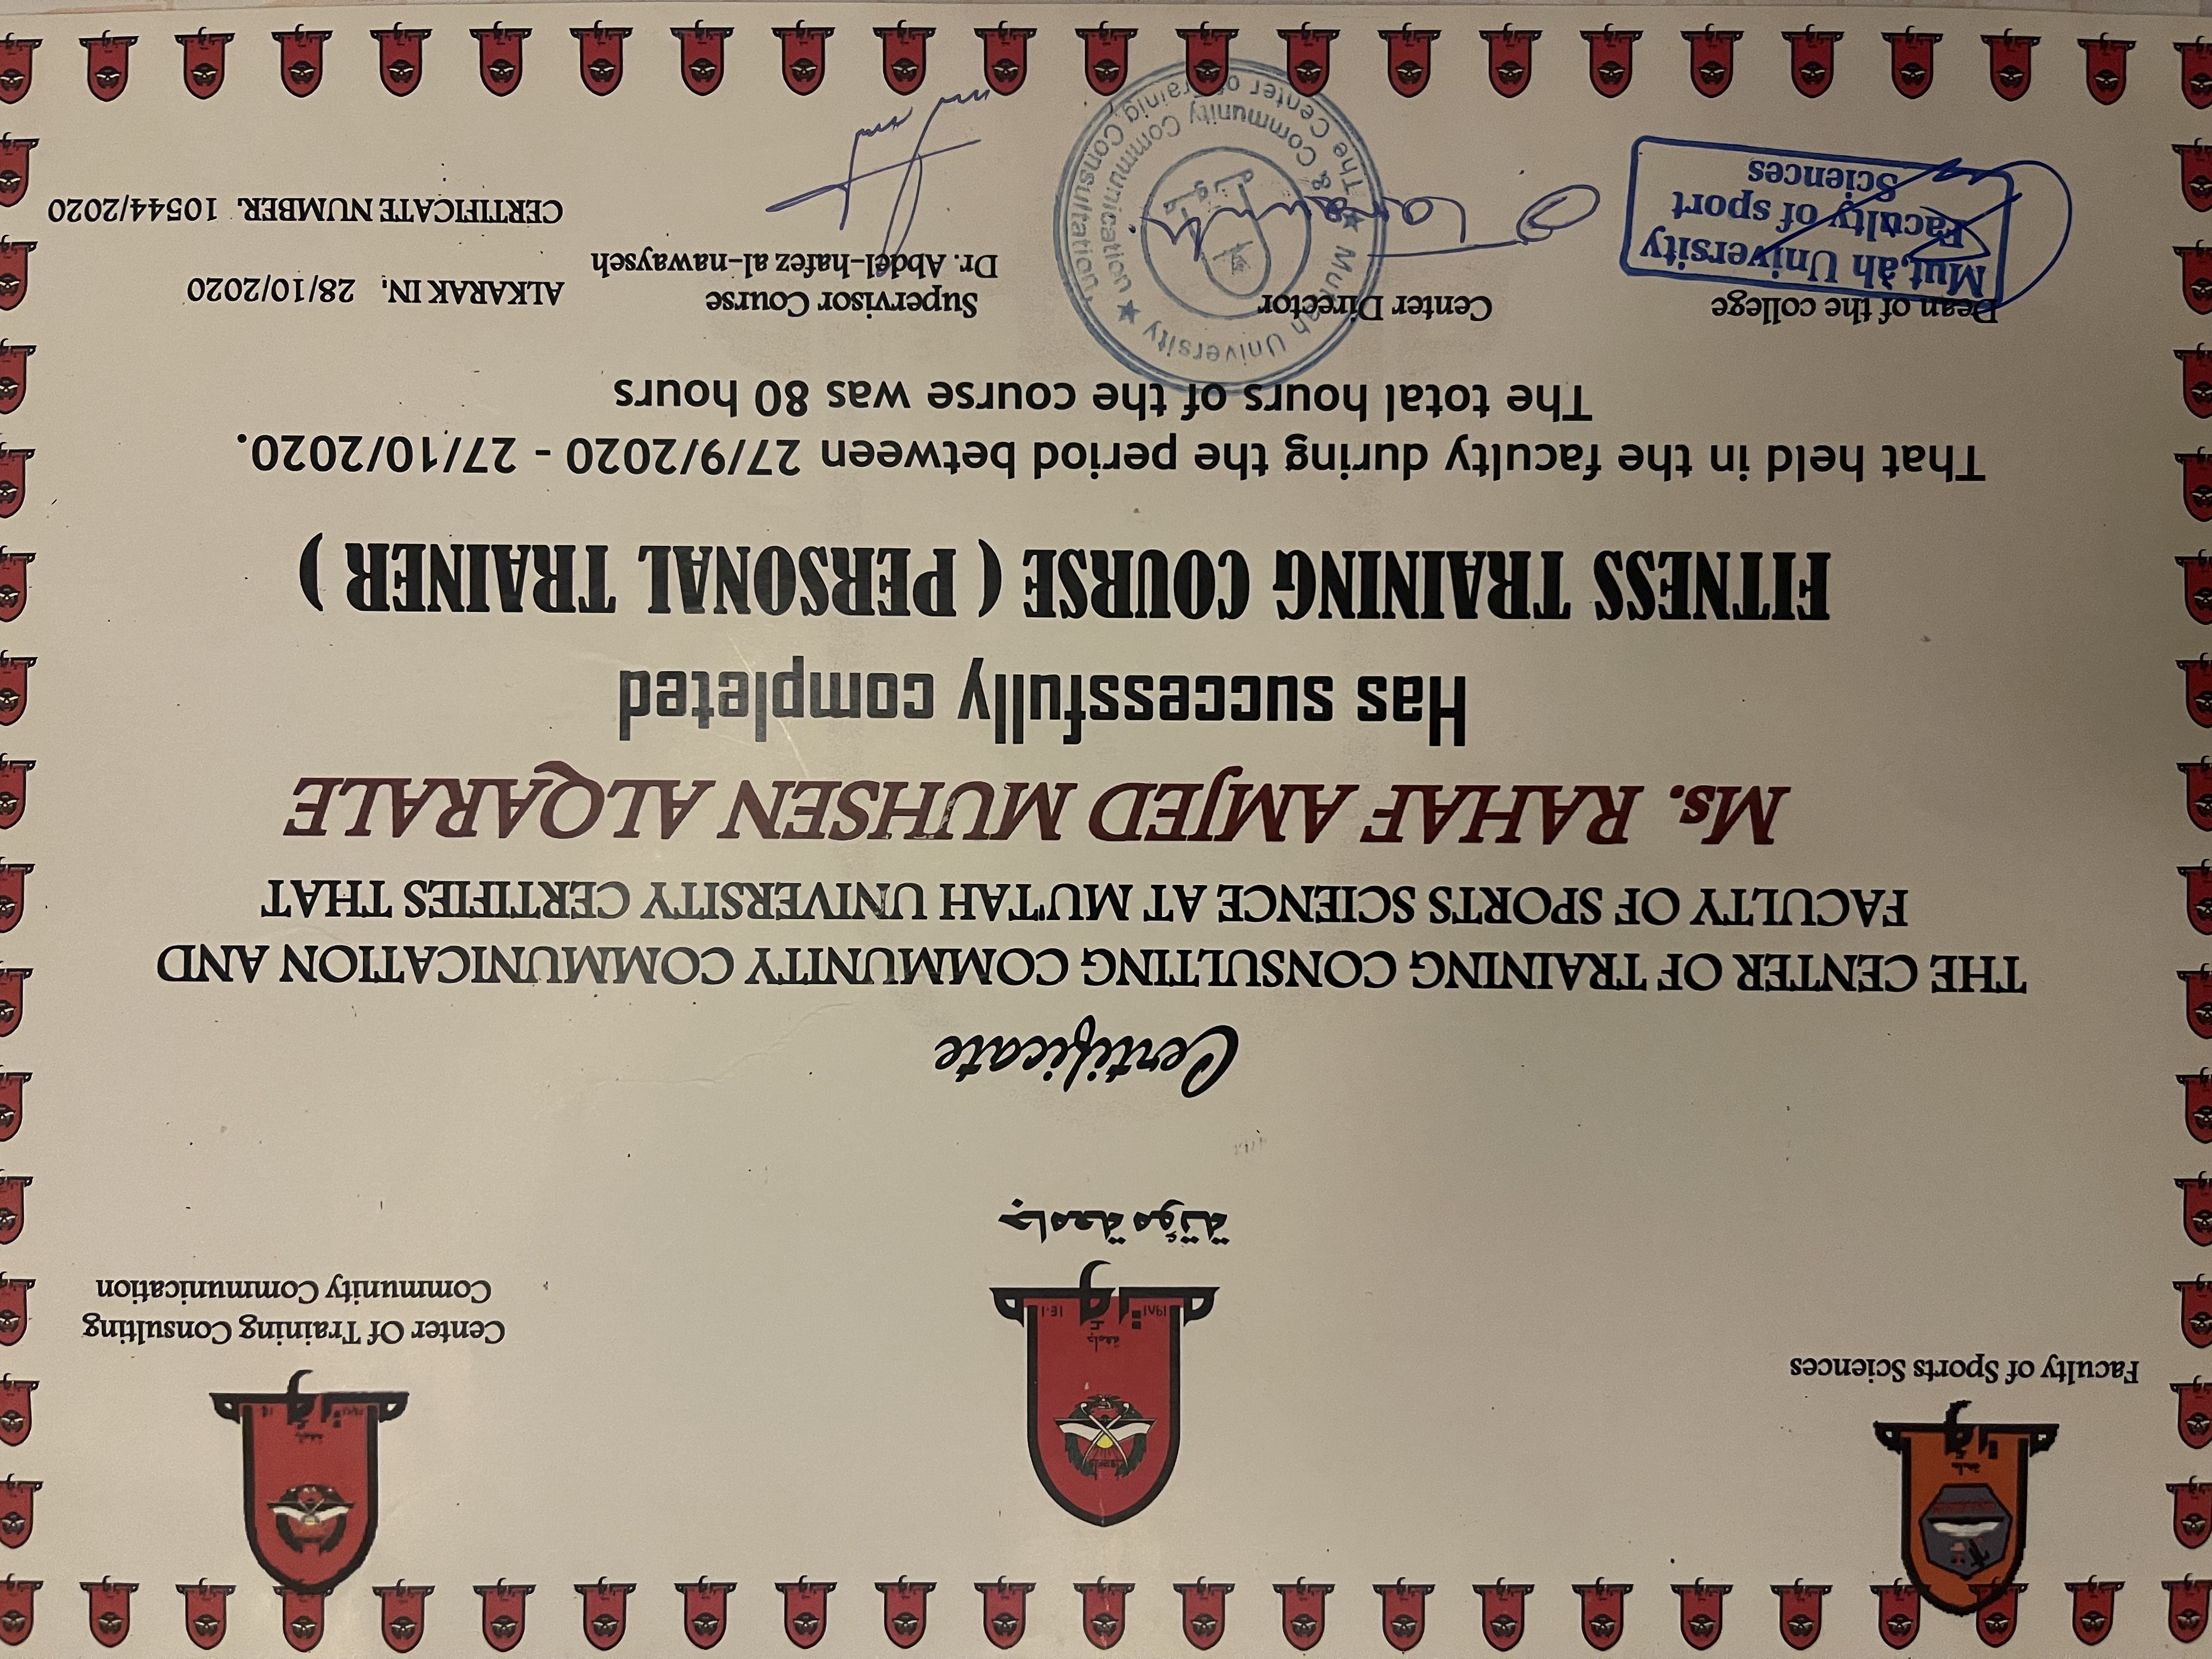 Faculty of Sports Sciences
جامعة مؤتة
Center Of Training Consulting
Community Communication
Certificate
THE CENTER OF TRAINING CONSULTING COMMUNITY COMMUNICATION AND
FACULTY OF SPORTS SCIENCE AT MU'TAH UNIVERSITY CERTIFIES THAT
Ms. RAHAF AMJED MUHSEN ALQARALE
Has successfully completed
FITNESS TRAINING COURSE ( PERSONAL TRAINER )
That held in the faculty during the period between 27/9/2020 - 27/10/2020.
The total hours of the course was 80 hours
Dean of the college
Center Director
Supervisor Course
Dr. Abdel-hafez al-nawayseh
ALKARAK IN, 28/10/2020
CERTIFICATE NUMBER. 10544/2020
Mut,ah University
Faculty of sport
Sciences
Mutah University
The Center of Trainig Consultation
& Community Communication